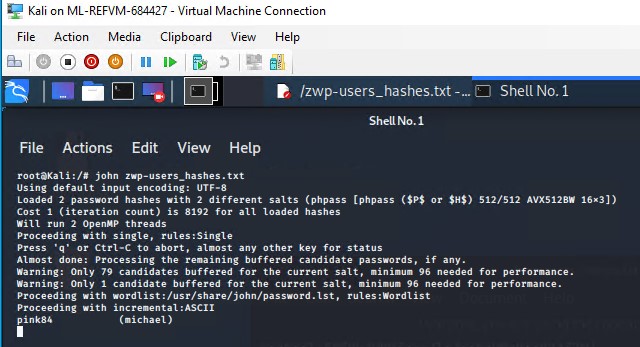 Kali on ML-REFVM-684427 - Virtual Machine Connection
File Action Media Clipboard View Help
/zwp-users_hashes.txt -... Shell No. 1
Shell No. 1
File Actions Edit View Help
root@Kali:/# john zwp-users_hashes.txt
Using default input encoding: UTF-8
Loaded 2 password hashes with 2 different salts (phpass [phpass ($P$ or $H$) 512/512 AVX512BW 16×3])
Cost 1 (iteration count) is 8192 for all loaded hashes
Will run 2 OpenMP threads
Proceeding with single, rules:Single
Press 'q' or Ctrl-C to abort, almost any other key for status
Almost done: Processing the remaining buffered candidate passwords, if any.
Warning: Only 79 candidates buffered for the current salt, minimum 96 needed for performance.
Warning: Only 1 candidate buffered for the current salt, minimum 96 needed for performance.
Proceeding with wordlist:/usr/share/john/password.lst, rules:Wordlist
Proceeding with incremental:ASCII
pink84 (michael)